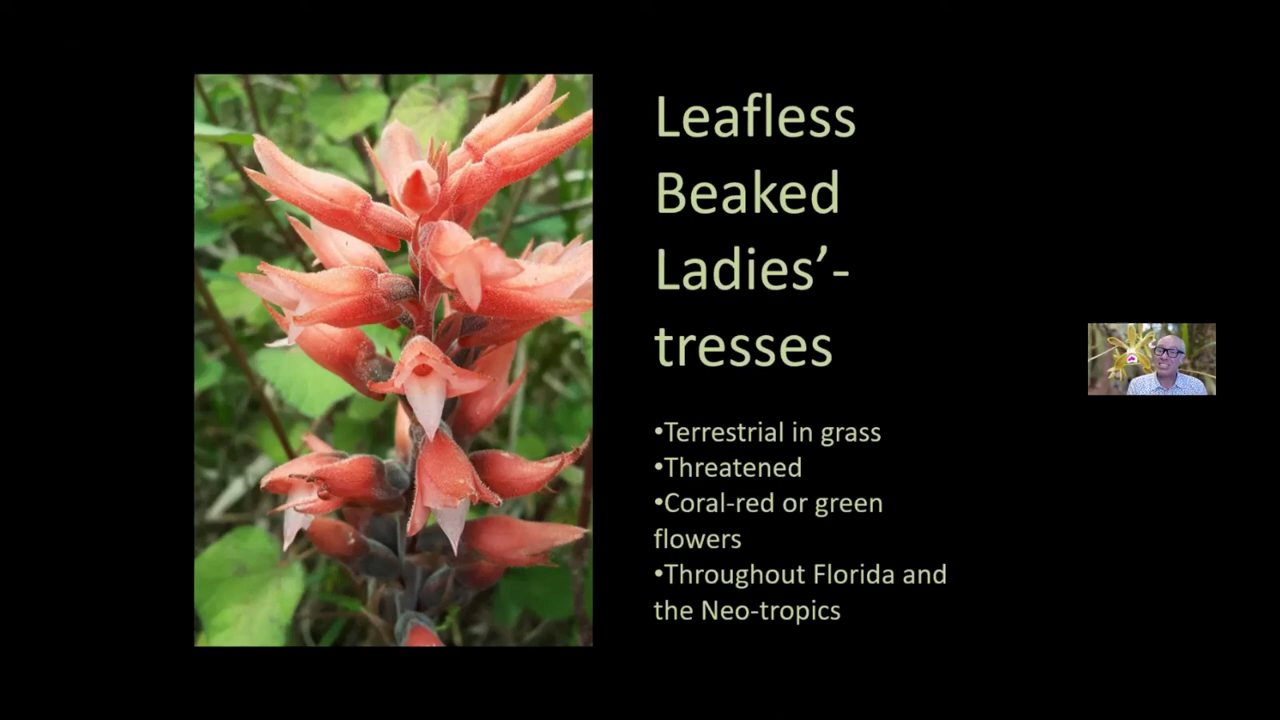 Leafless
Beaked
Ladies’-
tresses
•Terrestrial in grass
•Threatened
•Coral-red or green
flowers
•Throughout Florida and
the Neo-tropics